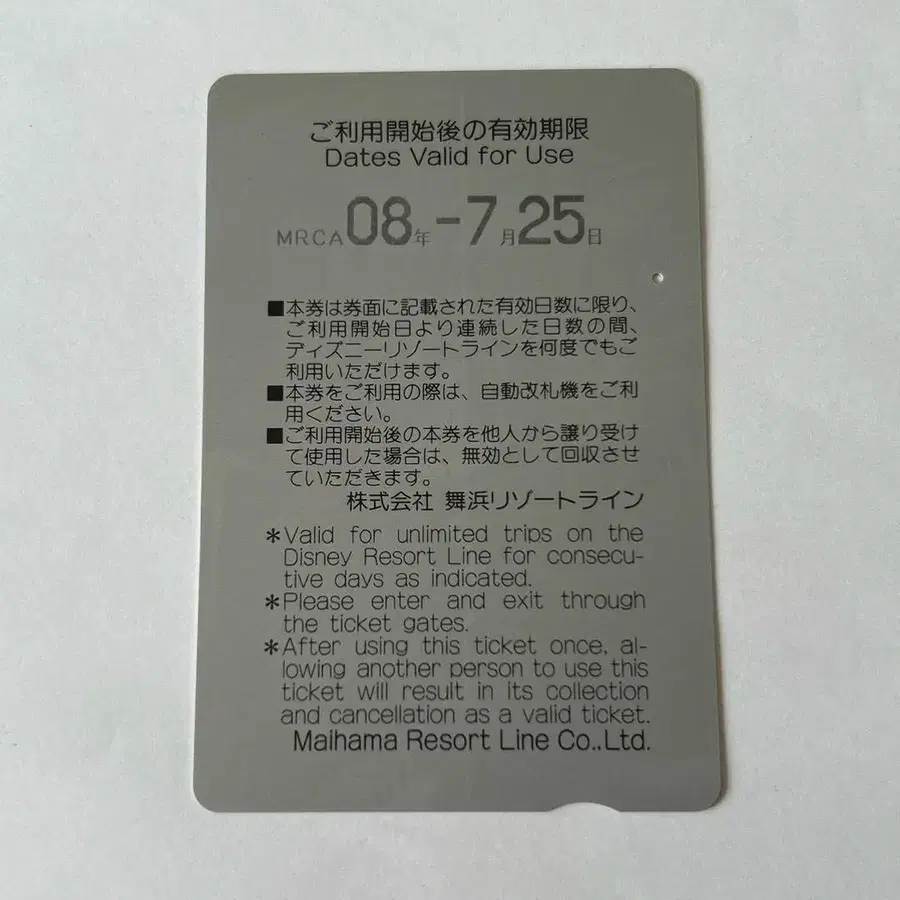 ご利用開始後の有効期限
Dates Valid for Use
MRCA08年-7月25日
■本券は券面に記載された有効日数に限り、
ご利用開始日より連続した日数の間、
ディズニーリゾートラインを何度でもご
利用いただけます。
■本券をご利用の際は、自動改札機をご利
用ください。
■ご利用開始後の本券を他人から譲り受け
て使用した場合は、無効として回収させ
ていただきます。
株式会社 舞浜リゾートライン
*Valid for unlimited trips on the
Disney Resort Line for consecu-
tive days as indicated.
*Please enter and exit through
the ticket gates.
*After using this ticket once, al-
lowing another person to use this
ticket will result in its collection
and cancellation as a valid ticket.
Maihama Resort Line Co.,Ltd.